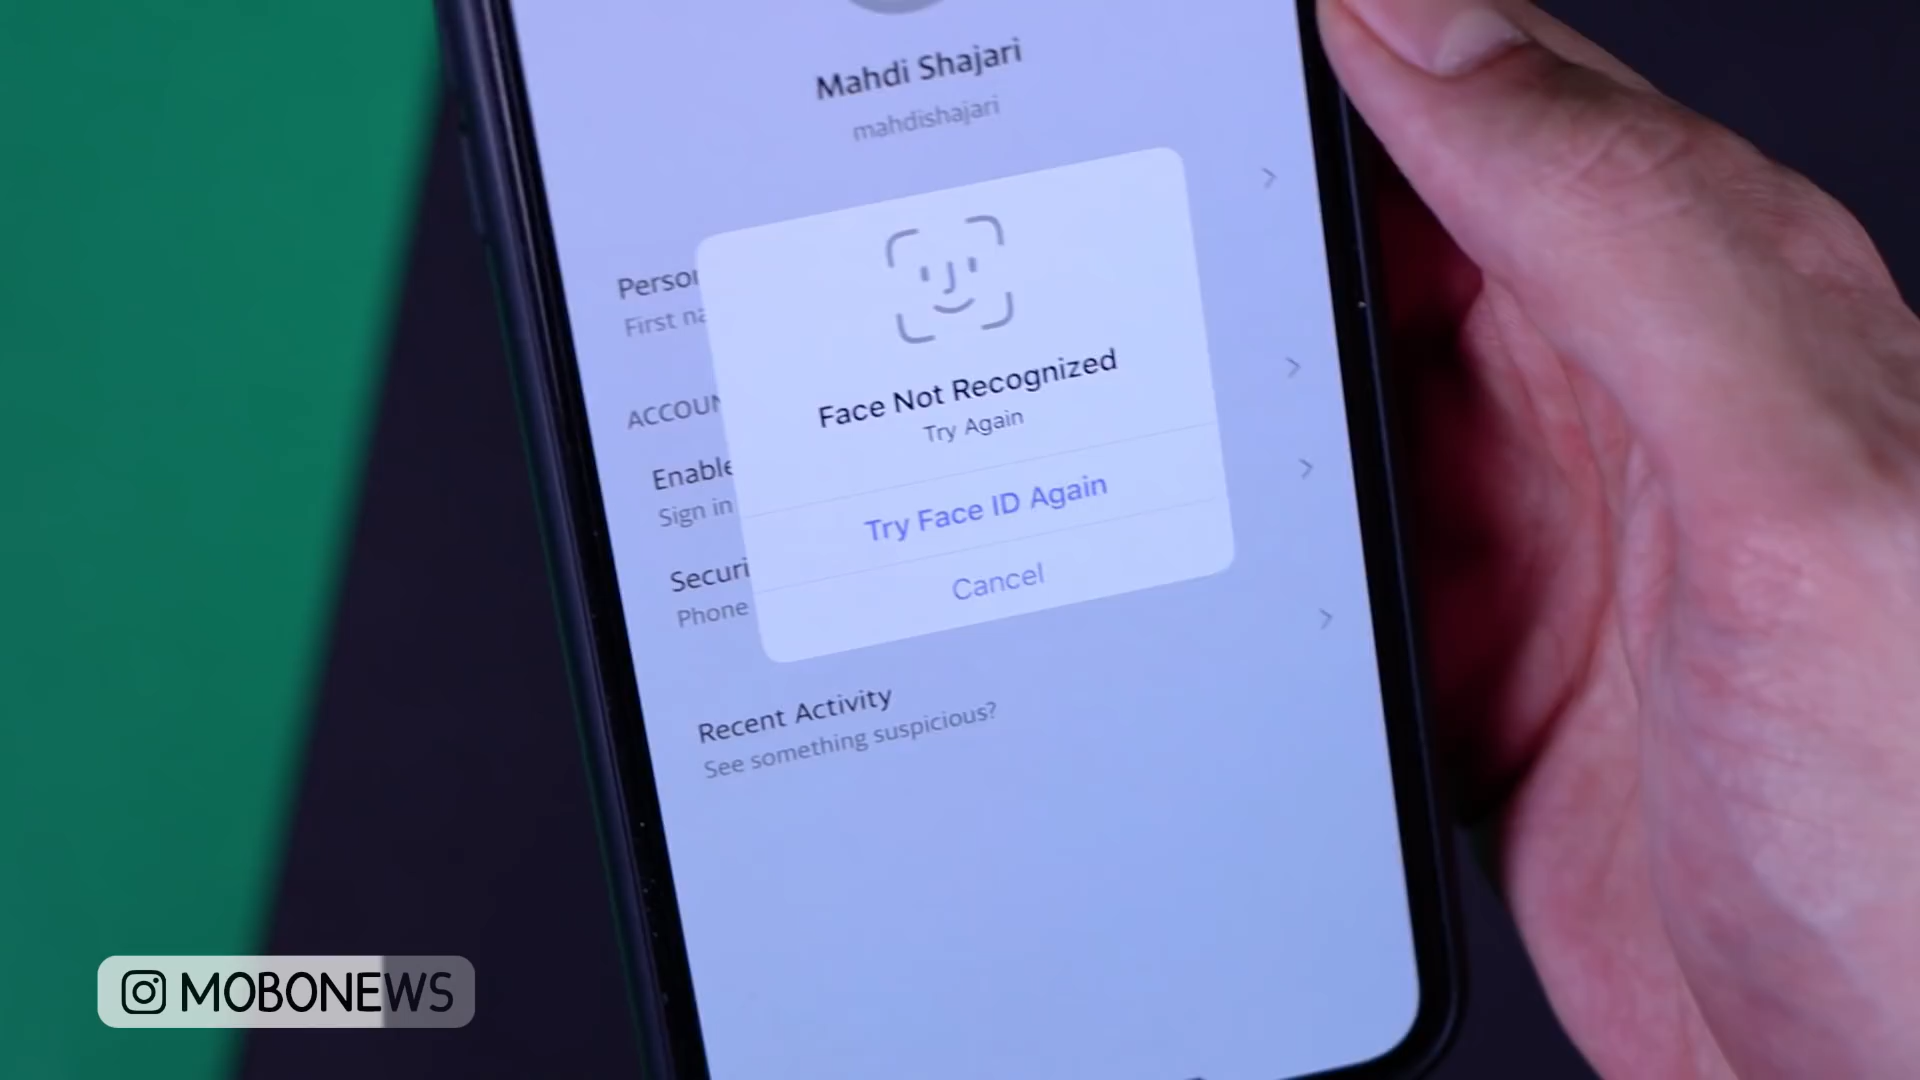 Mahdi Shajari
mahdishajari
Person
First na
ACCOUN
Enable
Sign in
Securi
Phone
Face Not Recognized
Try Again
Try Face ID Again
Cancel
Recent Activity
See something suspicious?
MOBONEWS